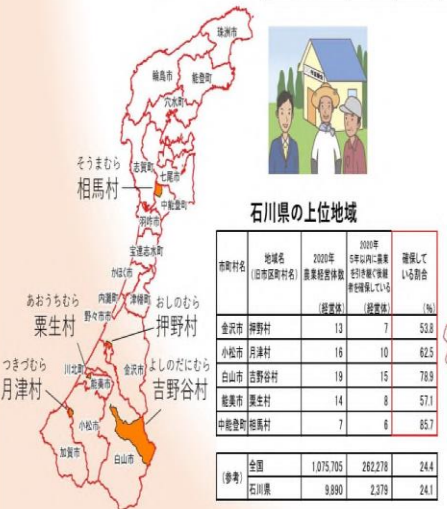 珠洲市
輪島市
能登町
穴水町
そうまむら
相馬村
志賀町
七尾市
中能登町
羽咋市
宝達志水町
かほく市
内灘町
津幡町
あおうちむら
粟生村
おしのむら
押野村
野々市市
金沢市
つきづむら
月津村
川北町
能美市
よしのだにむら
吉野谷村
小松市
加賀市
白山市
石川県の上位地域
市町村名 地域名（旧市区町村名） 2020年農業経営体数（経営体） 2020年5年以内に農業を引き継ぐ後継者を確保している（経営体） 確保している割合（%）
金沢市 押野村 13 7 53.8
小松市 月津村 16 10 62.5
白山市 吉野谷村 19 15 78.9
能美市 粟生村 14 8 57.1
中能登町 相馬村 7 6 85.7
（参考） 全国 1,075,705 262,278 24.4
石川県 9,890 2,379 24.1